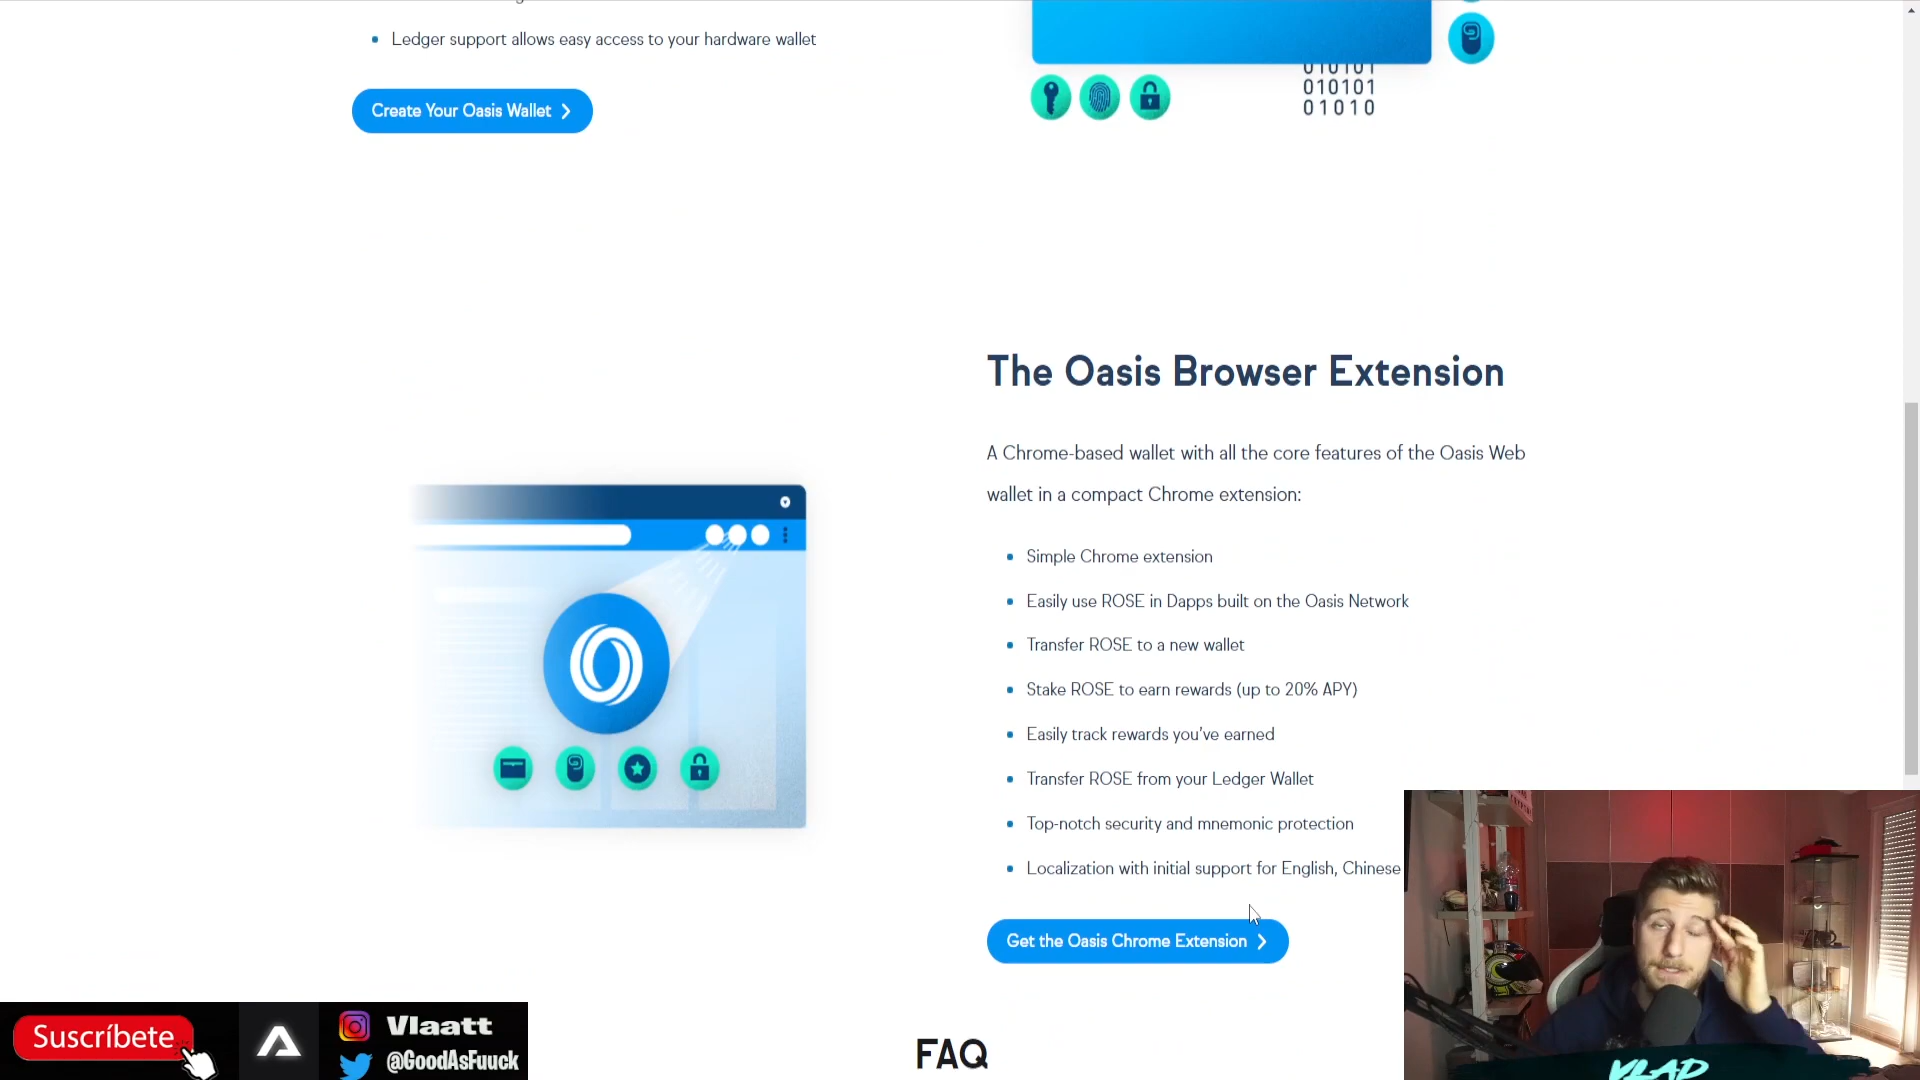 Ledger support allows easy access to your hardware wallet
Create Your Oasis Wallet
010101
010101
01010
The Oasis Browser Extension
A Chrome-based wallet with all the core features of the Oasis Web
wallet in a compact Chrome extension:
Simple Chrome extension
Easily use ROSE in Dapps built on the Oasis Network
Transfer ROSE to a new wallet
Stake ROSE to earn rewards (up to 20% APY)
Easily track rewards you've earned
Transfer ROSE from your Ledger Wallet
Top-notch security and mnemonic protection
Localization with initial support for English, Chinese
Get the Oasis Chrome Extension
FAQ
Suscríbete
Vlaatt
@GoodAsFuuck
VLAD